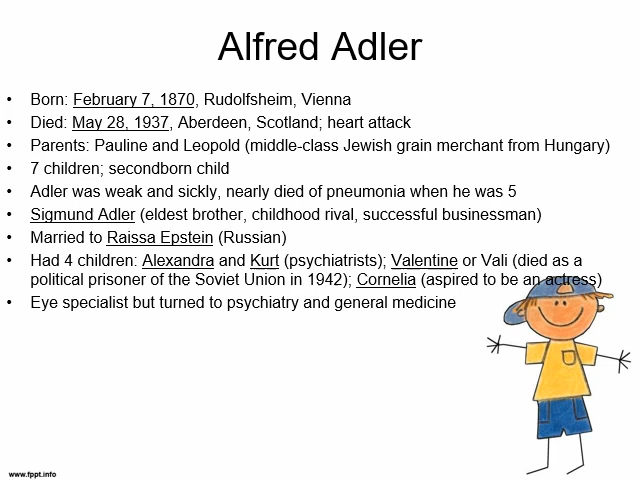 Alfred Adler
• Born: February 7, 1870, Rudolfsheim, Vienna
• Died: May 28, 1937, Aberdeen, Scotland; heart attack
• Parents: Pauline and Leopold (middle-class Jewish grain merchant from Hungary)
• 7 children; secondborn child
• Adler was weak and sickly, nearly died of pneumonia when he was 5
• Sigmund Adler (eldest brother, childhood rival, successful businessman)
• Married to Raissa Epstein (Russian)
• Had 4 children: Alexandra and Kurt (psychiatrists); Valentine or Vali (died as a
political prisoner of the Soviet Union in 1942); Cornelia (aspired to be an actress)
• Eye specialist but turned to psychiatry and general medicine
www.fppt.info